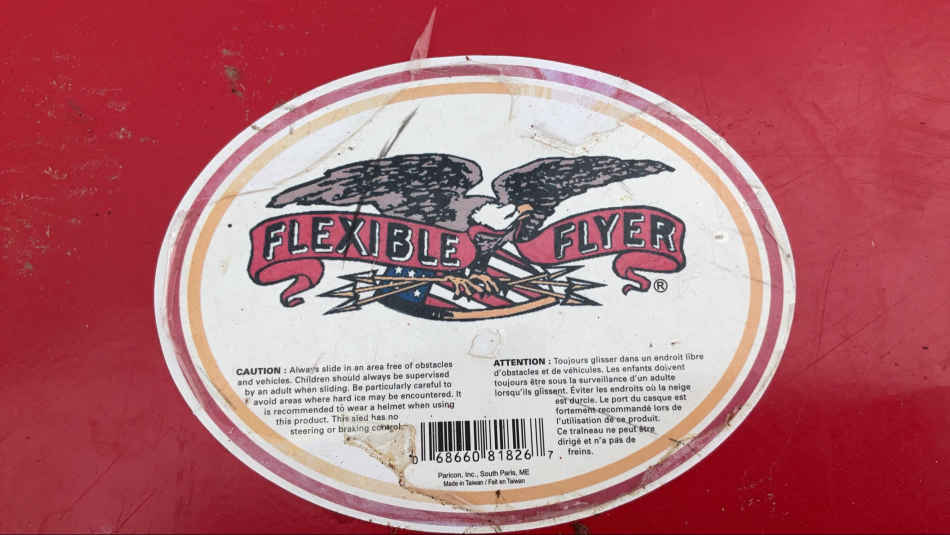 FLEXIBLE FLYER
®
CAUTION : Always slide in an area free of obstacles
and vehicles. Children should always be supervised
by an adult when sliding. Be particularly careful to
avoid areas where hard ice may be encountered. It
is recommended to wear a helmet when using
this product. This sled has no
steering or braking control.
ATTENTION : Toujours glisser dans un endroit libre
d'obstacles et de véhicules. Les enfants doivent
toujours être sous la surveillance d'un adulte
lorsqu'ils glissent. Éviter les endroits où la neige
est durcie. Le port du casque est
fortement recommandé lors de
l'utilisation de ce produit.
Ce traîneau ne peut être
dirigé et n'a pas de
freins.
0 68660 81826 7
Paricon, Inc., South Paris, ME
Made in Taiwan / Fait en Taiwan